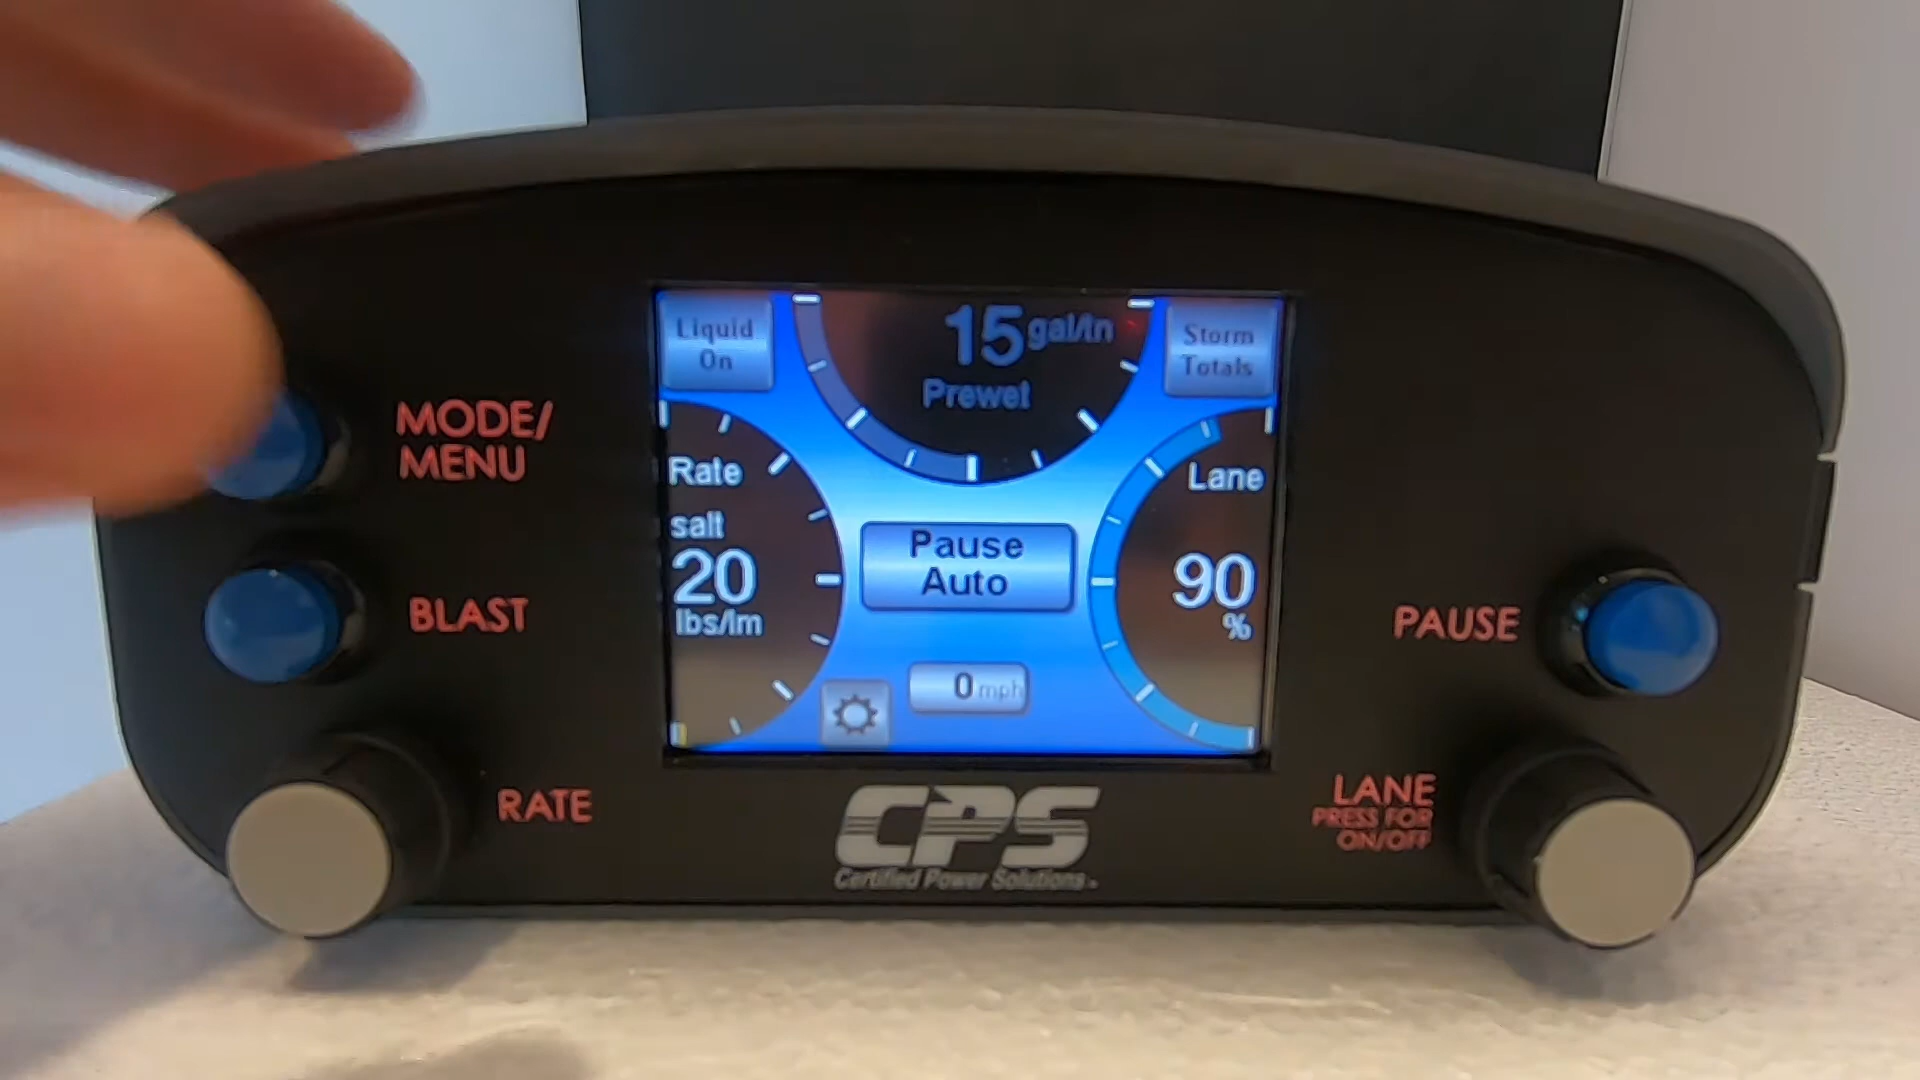 Liquid
On
15 gal/tn
Prewet
Storm
Totals
MODE/
MENU
Rate
salt
20
lbs/lm
Pause
Auto
Lane
90
%
BLAST
PAUSE
0 mph
RATE
LANE
PRESS FOR
ON/OFF
CPS
Certified Power Solutions